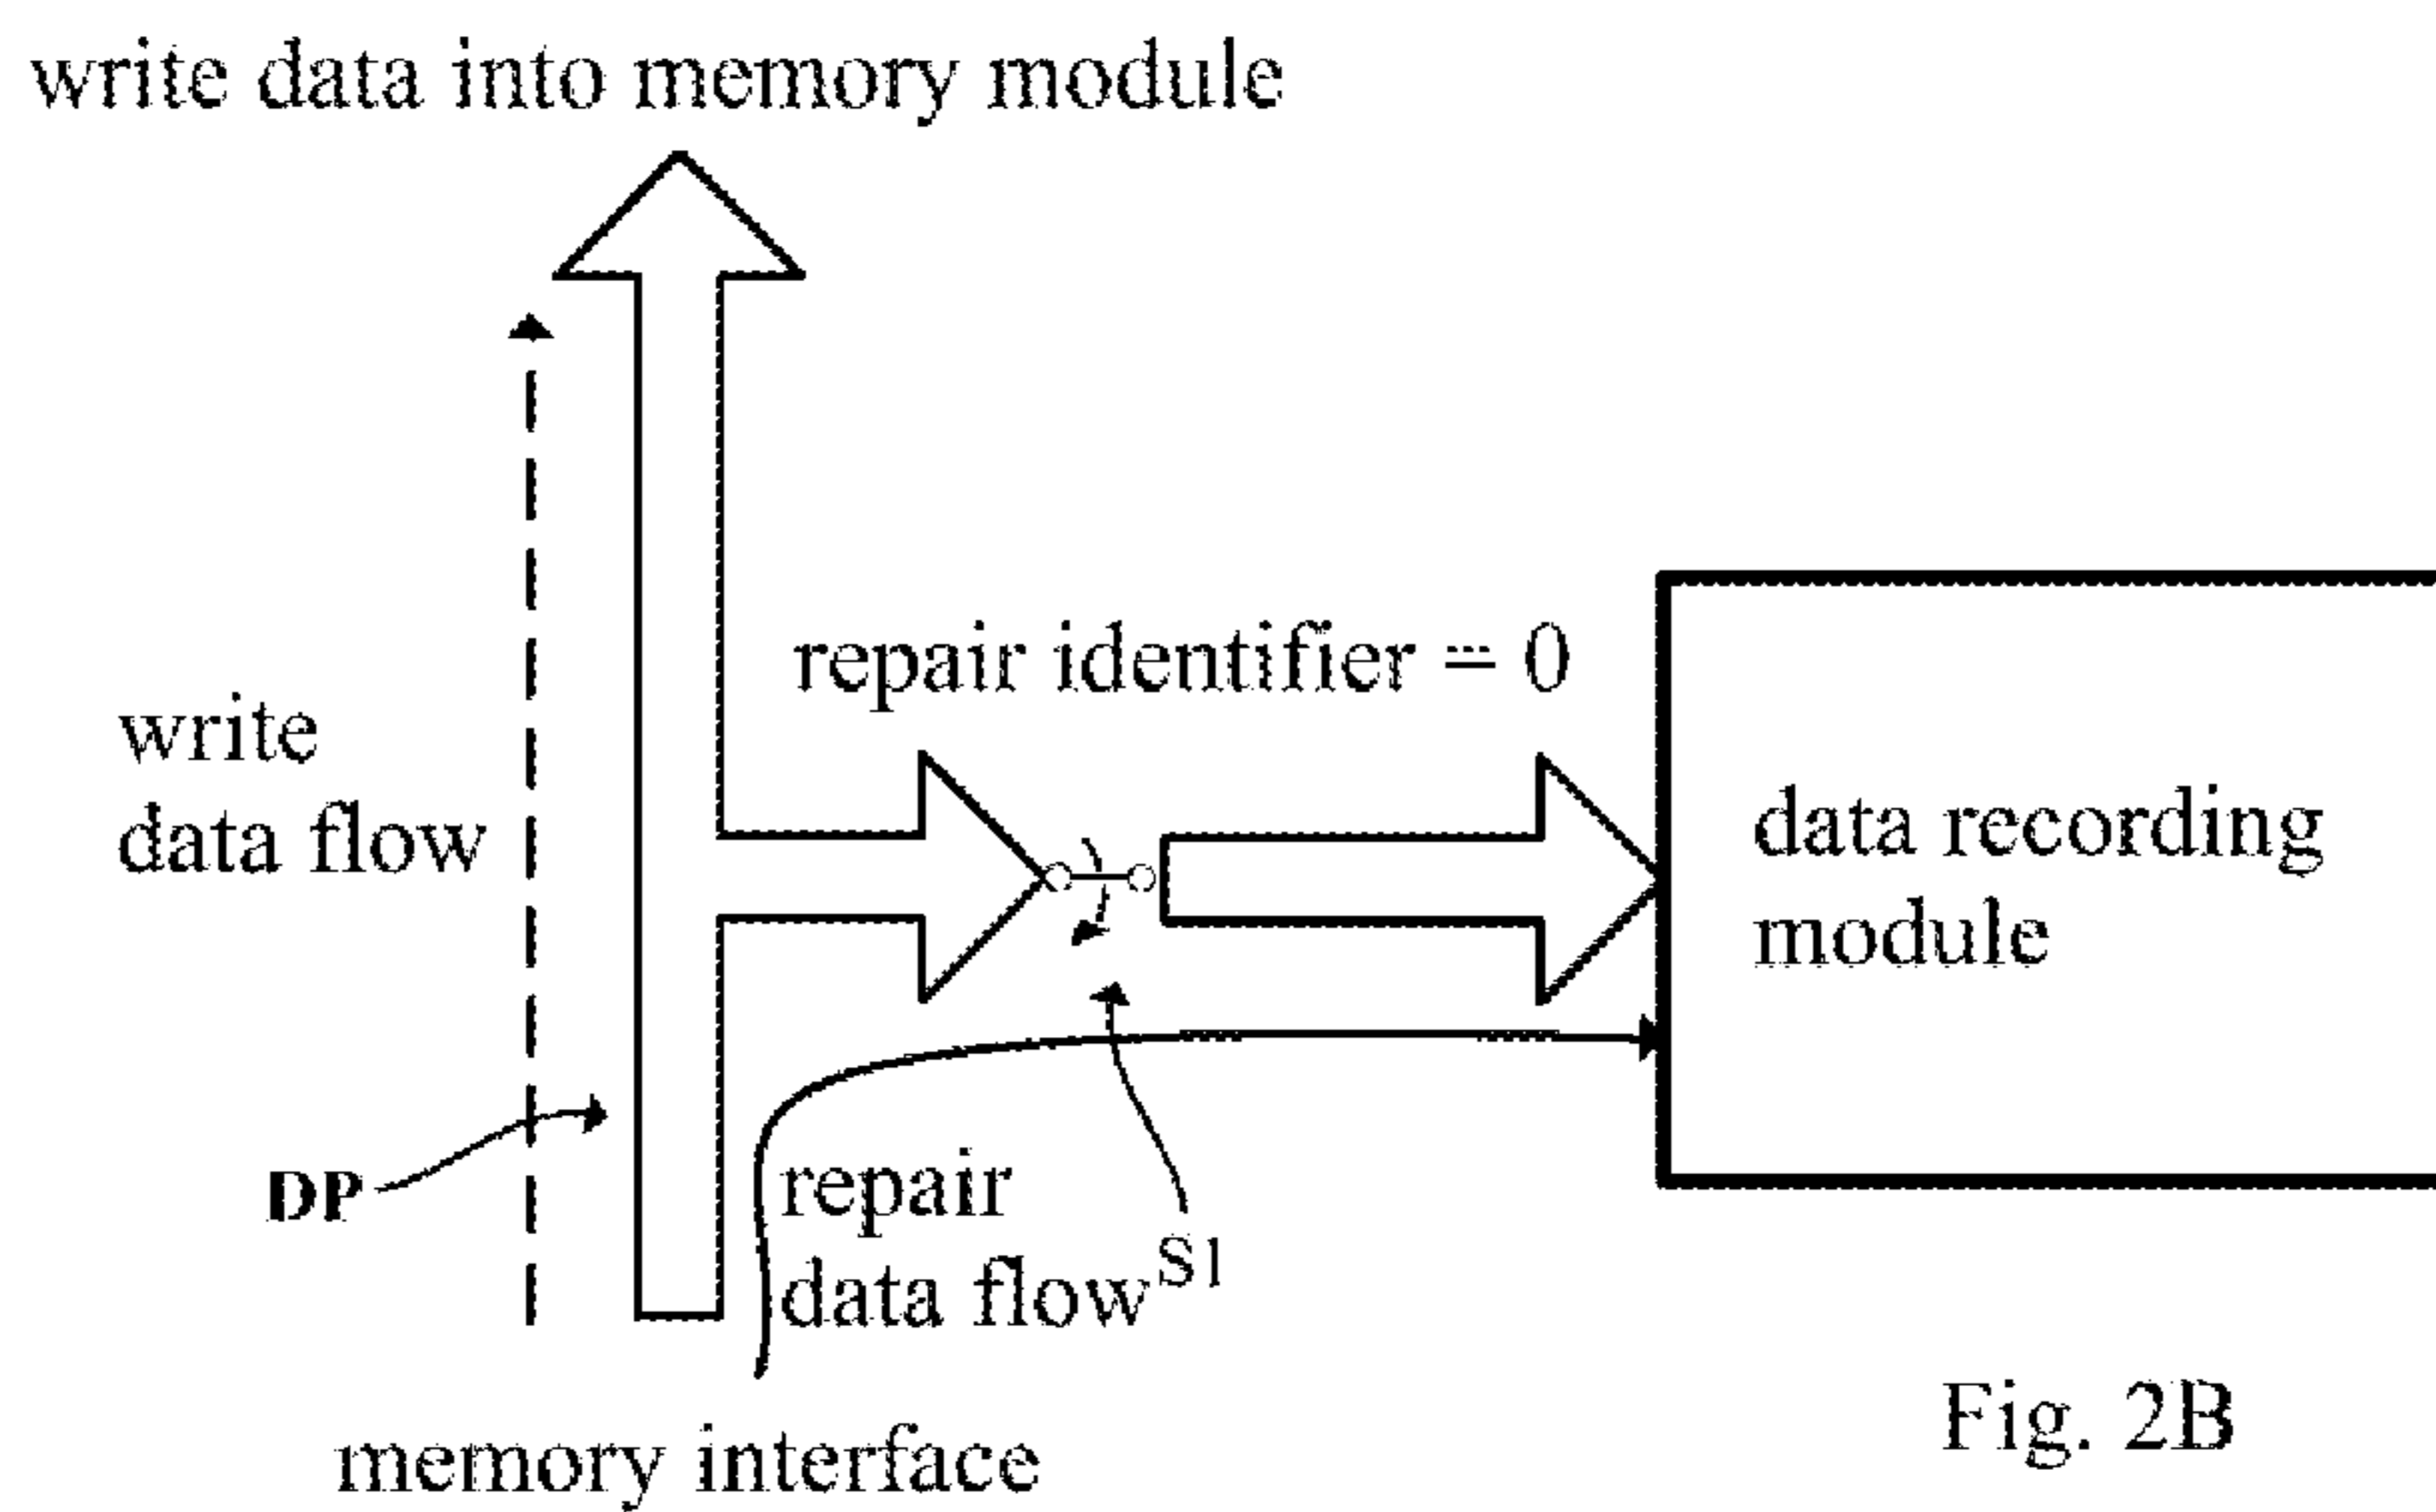 write data into memory module
repair identifier = 0
write
data flow
data recording
module
DP
repair
data flow
S1
memory interface
Fig. 2B